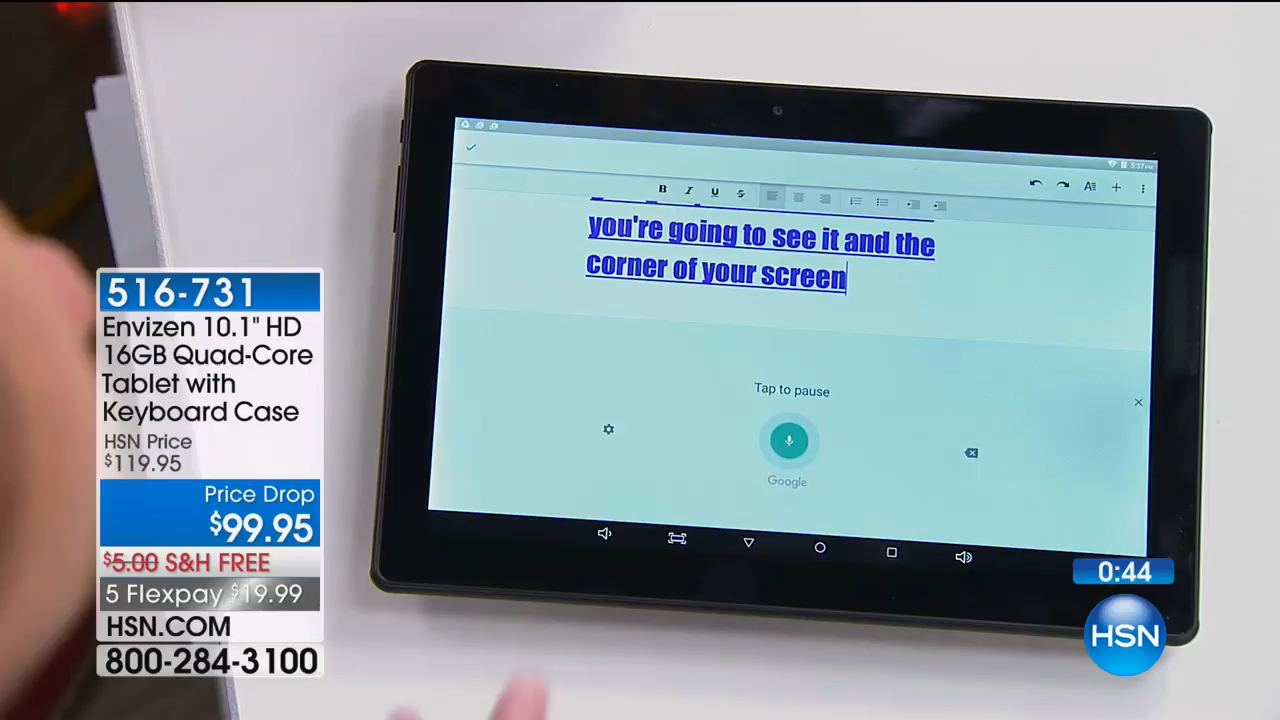 516-731
Envizen 10.1" HD
16GB Quad-Core
Tablet with
Keyboard Case
HSN Price
$119.95
Price Drop
$99.95
$5.00 S&H FREE
5 Flexpay $19.99
HSN.COM
800-284-3100
5:57
B I U S
A
you're going to see it and the
corner of your screen
Tap to pause
Google
0:44
HSN